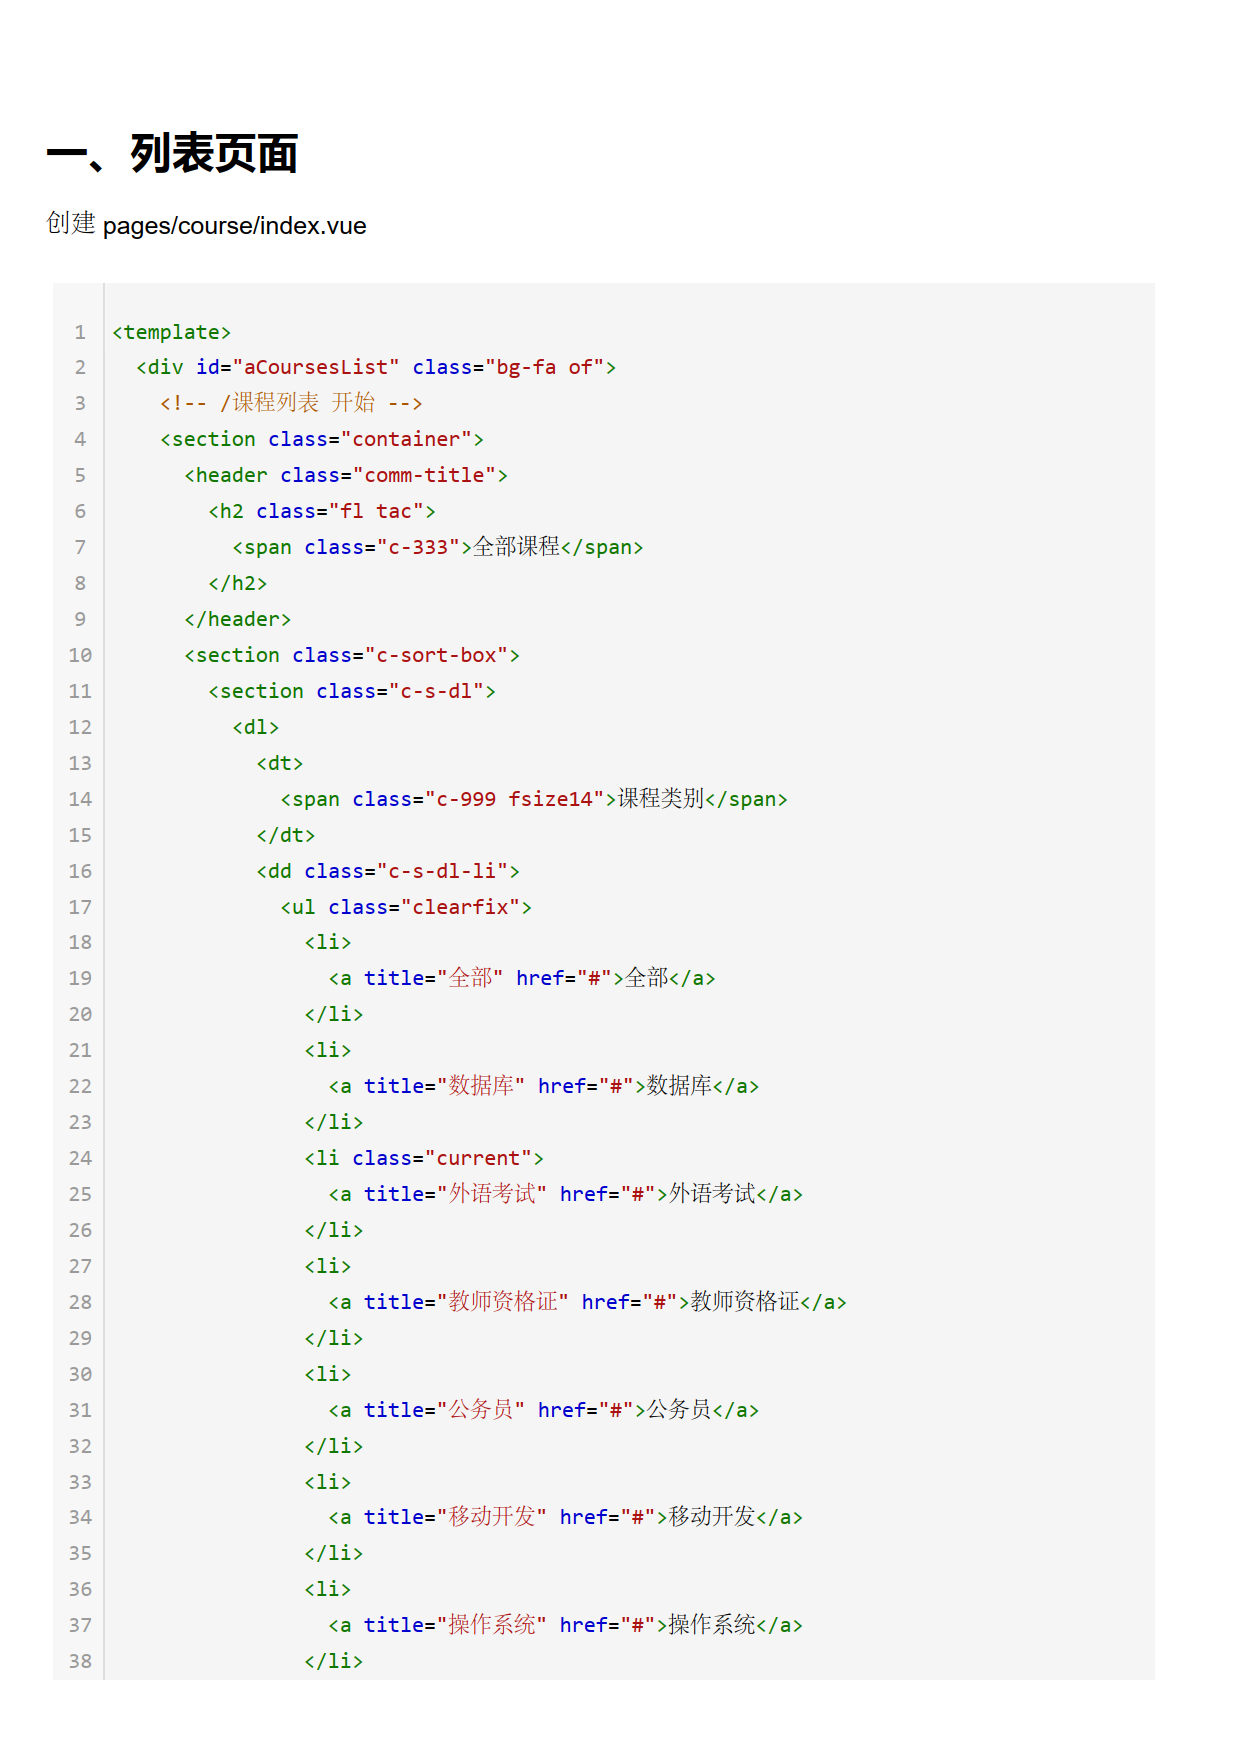 一、列表页面
创建 pages/course/index.vue
1 <template>
2   <div id="aCoursesList" class="bg-fa of">
3     <!-- /课程列表 开始 -->
4     <section class="container">
5       <header class="comm-title">
6         <h2 class="fl tac">
7           <span class="c-333">全部课程</span>
8         </h2>
9       </header>
10       <section class="c-sort-box">
11         <section class="c-s-dl">
12           <dl>
13             <dt>
14               <span class="c-999 fsize14">课程类别</span>
15             </dt>
16             <dd class="c-s-dl-li">
17               <ul class="clearfix">
18                 <li>
19                   <a title="全部" href="#">全部</a>
20                 </li>
21                 <li>
22                   <a title="数据库" href="#">数据库</a>
23                 </li>
24                 <li class="current">
25                   <a title="外语考试" href="#">外语考试</a>
26                 </li>
27                 <li>
28                   <a title="教师资格证" href="#">教师资格证</a>
29                 </li>
30                 <li>
31                   <a title="公务员" href="#">公务员</a>
32                 </li>
33                 <li>
34                   <a title="移动开发" href="#">移动开发</a>
35                 </li>
36                 <li>
37                   <a title="操作系统" href="#">操作系统</a>
38                 </li>